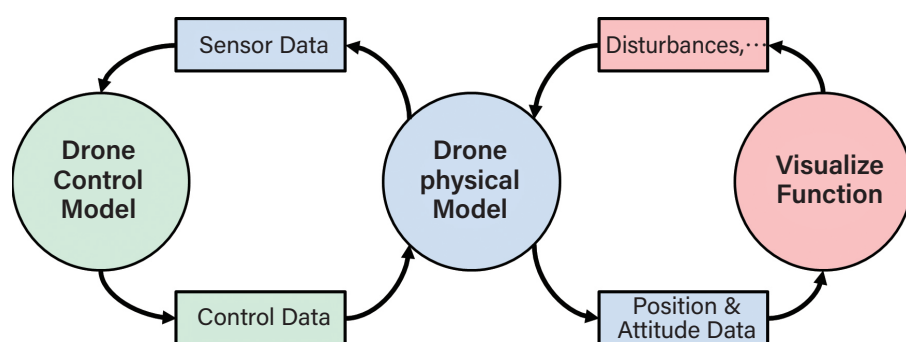 Sensor Data
Disturbances,⋯
Drone
Control
Model
Drone
physical
Model
Visualize
Function
Control Data
Position &
Attitude Data